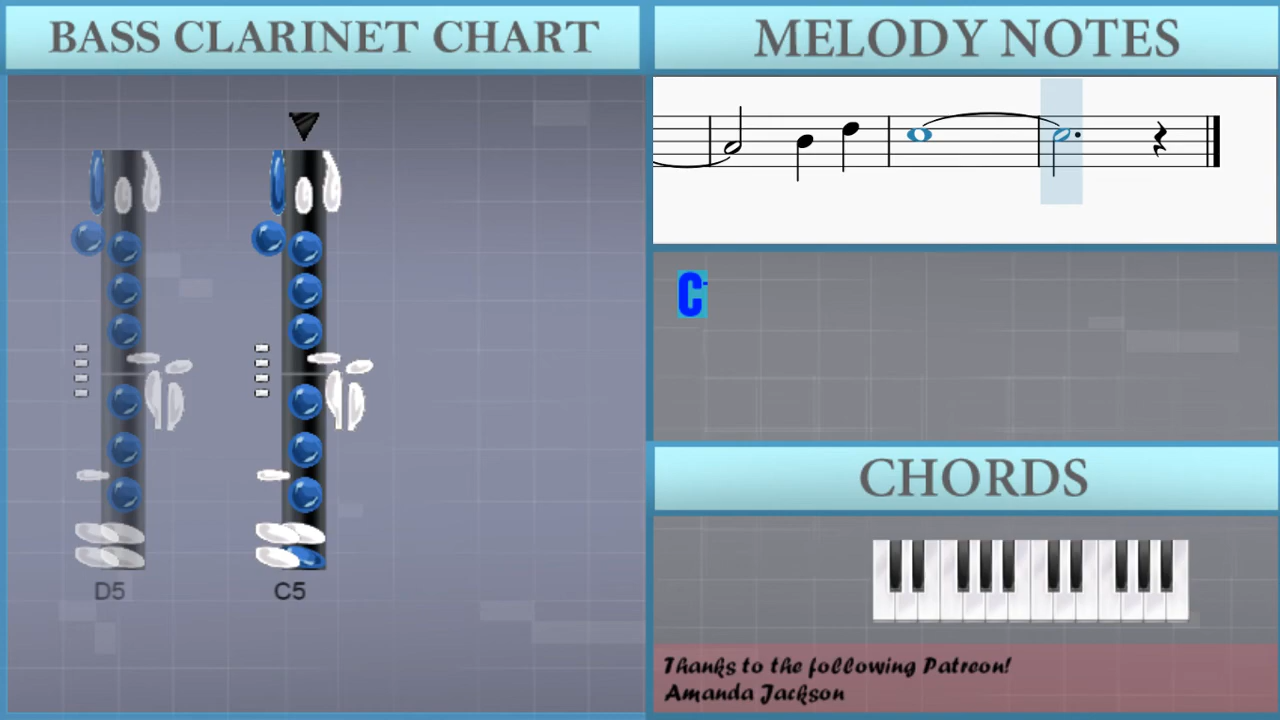 BASS CLARINET CHART
MELODY NOTES
C
D5
C5
CHORDS
Thanks to the following Patreon!
Amanda Jackson